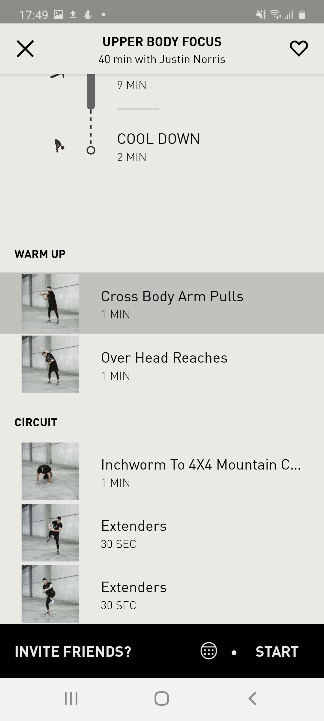 17:49
UPPER BODY FOCUS
40 min with Justin Norris
9 MIN
COOL DOWN
2 MIN
WARM UP
Cross Body Arm Pulls
1 MIN
Over Head Reaches
1 MIN
CIRCUIT
Inchworm To 4X4 Mountain C...
1 MIN
Extenders
30 SEC
Extenders
30 SEC
INVITE FRIENDS?
START